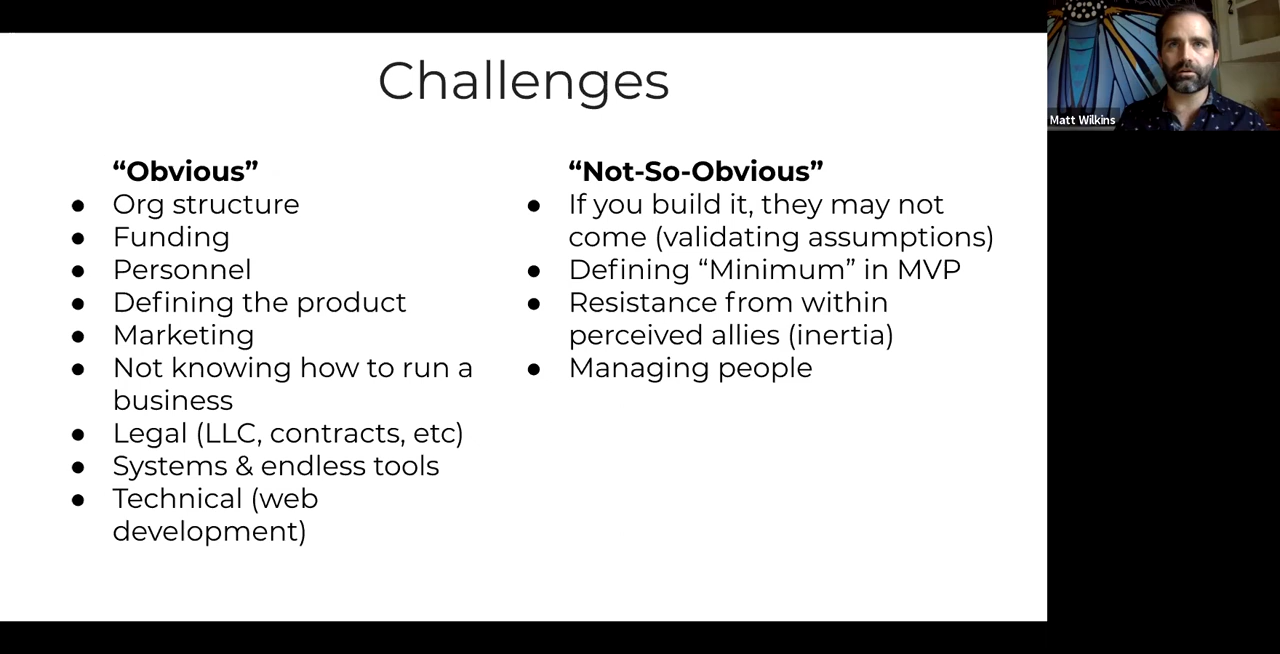 Challenges
“Obvious”
● Org structure
● Funding
● Personnel
● Defining the product
● Marketing
● Not knowing how to run a
business
● Legal (LLC, contracts, etc)
● Systems & endless tools
● Technical (web
development)
“Not-So-Obvious”
● If you build it, they may not
come (validating assumptions)
● Defining “Minimum” in MVP
● Resistance from within
perceived allies (inertia)
● Managing people
Matt Wilkins